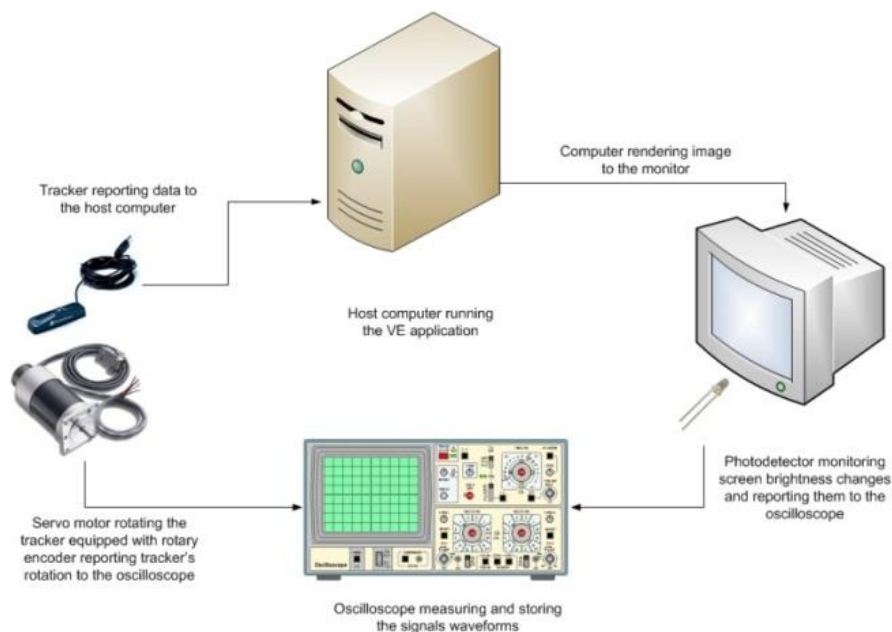 Computer rendering image
to the monitor
Tracker reporting data to
the host computer
Host computer running
the VE application
Photodetector monitoring
screen brightness changes
and reporting them to the
oscilloscope
Servo motor rotating the
tracker equipped with rotary
encoder reporting tracker's
rotation to the oscilloscope
Oscilloscope
Oscilloscope measuring and storing
the signals waveforms